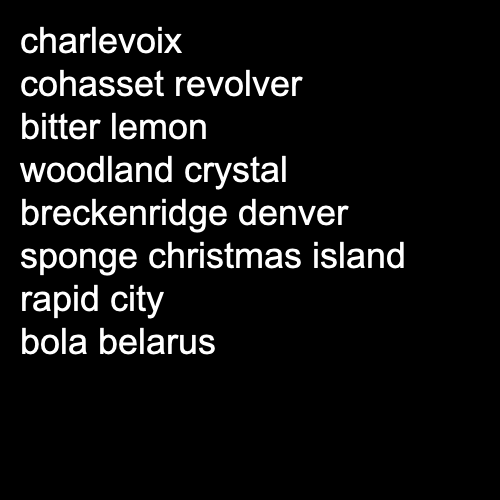 charlevoix
cohasset revolver
bitter lemon
woodland crystal
breckenridge denver
sponge christmas island
rapid city
bola belarus